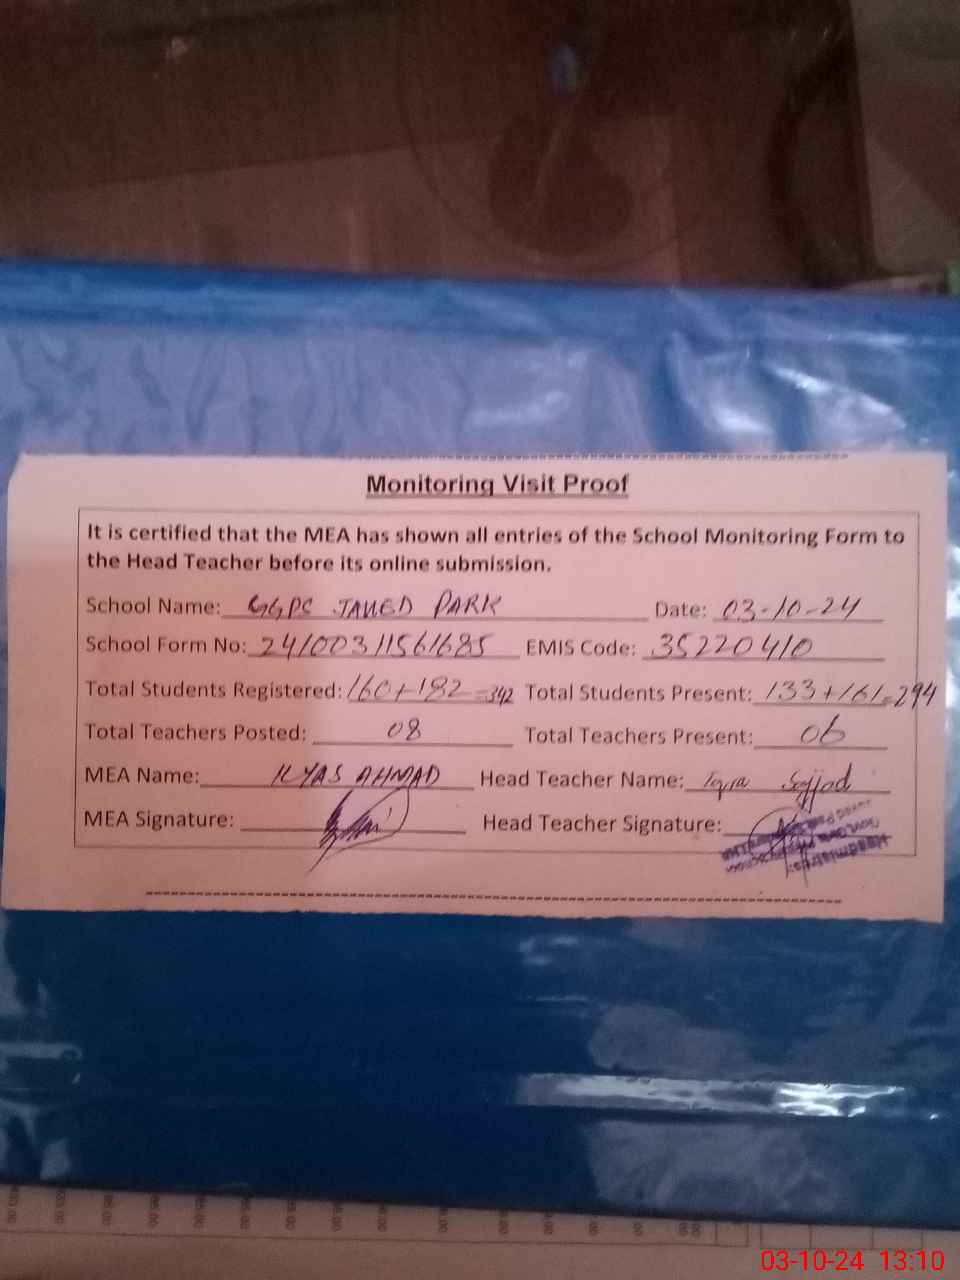 Monitoring Visit Proof
It is certified that the MEA has shown all entries of the School Monitoring Form to
the Head Teacher before its online submission.
School Name: GGPS JAVED PARK Date: 03-10-24
School Form No: 24100311561685 EMIS Code: 35220410
Total Students Registered: 160+182=342 Total Students Present: 133+161=294
Total Teachers Posted: 08 Total Teachers Present: 06
MEA Name: ILYAS AHMAD Head Teacher Name: Iqra Sajjad
MEA Signature: Head Teacher Signature:
Headmistress
03-10-24 13:10